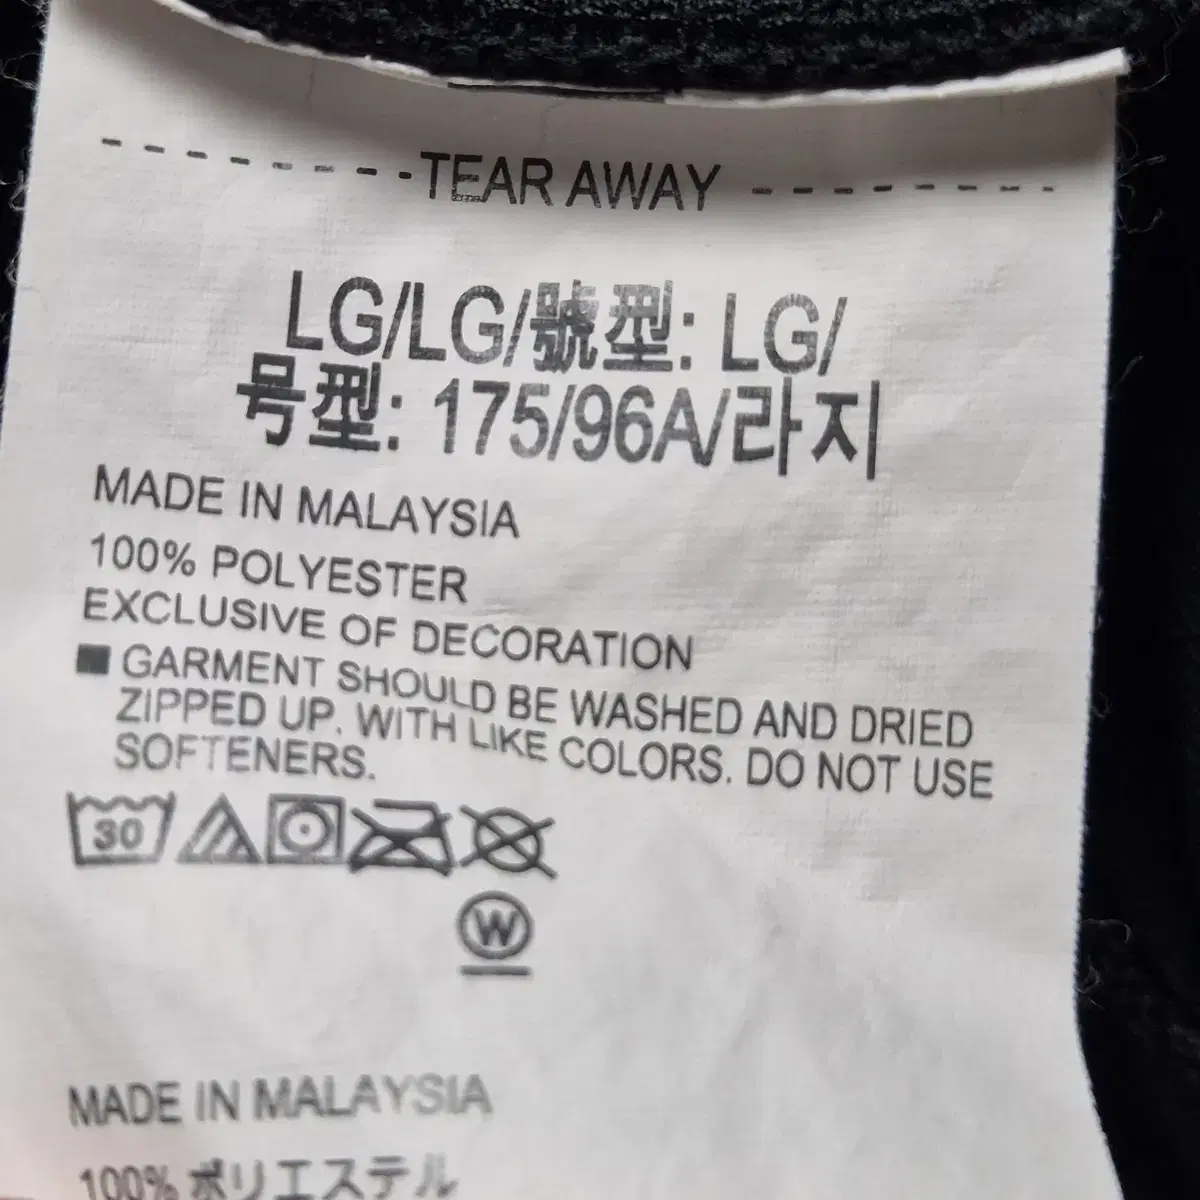 TEAR AWAY
LG/LG/號型: LG/
号型: 175/96A/라지
MADE IN MALAYSIA
100% POLYESTER
EXCLUSIVE OF DECORATION
■ GARMENT SHOULD BE WASHED AND DRIED
ZIPPED UP. WITH LIKE COLORS. DO NOT USE
SOFTENERS.
30
W
MADE IN MALAYSIA
100% ポリエステル